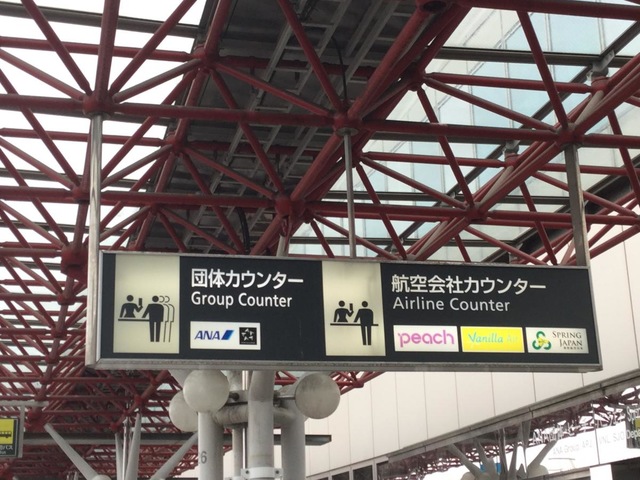 団体カウンター
Group Counter
ANA
航空会社カウンター
Airline Counter
peach
Vanilla Air
SPRING
JAPAN
6